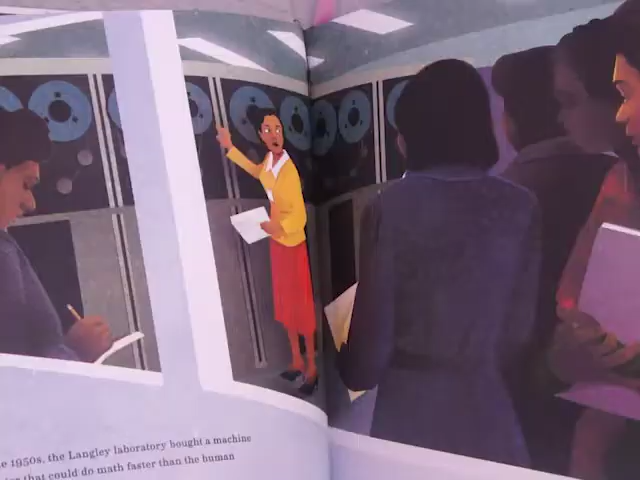 1950s, the Langley laboratory bought a machine
that could do math faster than the human